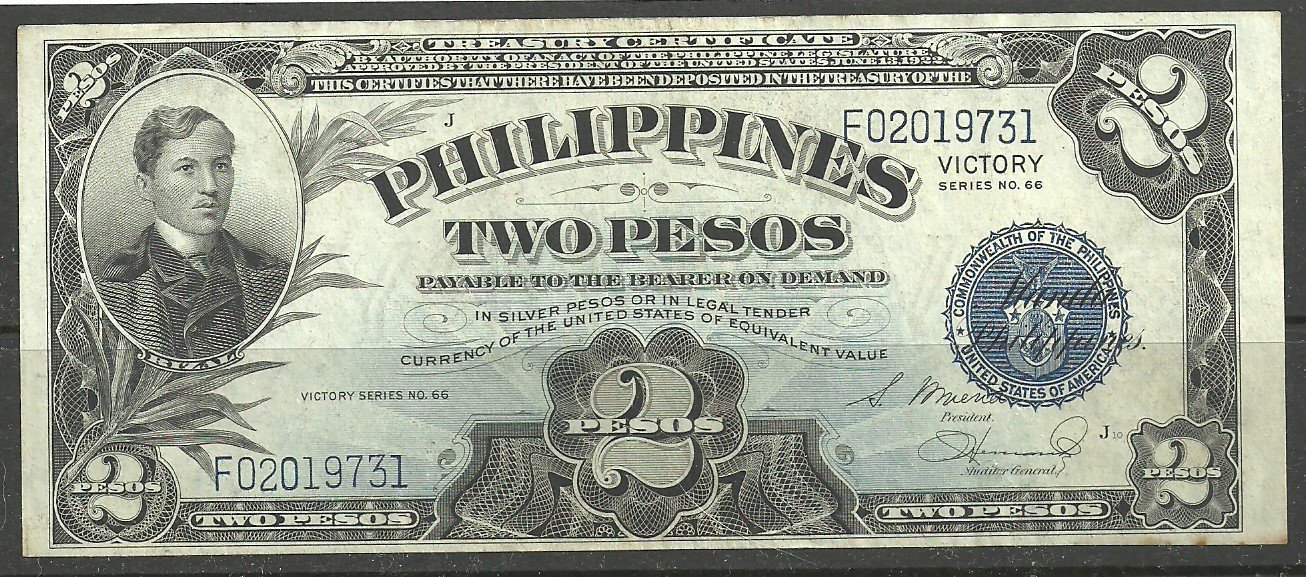 TREASURY CERTIFICATE
BY AUTHORITY OF AN ACT OF THE PHILIPPINE LEGISLATURE
APPROVED BY THE PRESIDENT OF THE UNITED STATES JUNE 13, 1922
THIS CERTIFIES THAT THERE HAVE BEEN DEPOSITED IN THE TREASURY OF THE
2 PESOS
2 PESOS
J
PHILIPPINES
F02019731
VICTORY
SERIES NO. 66
TWO PESOS
PAYABLE TO THE BEARER ON DEMAND
IN SILVER PESOS OR IN LEGAL TENDER
CURRENCY OF THE UNITED STATES OF EQUIVALENT VALUE
COMMONWEALTH OF THE PHILIPPINES
UNITED STATES OF AMERICA
Manila
Philippines.
RIZAL
VICTORY SERIES NO. 66
2 PESOS
S.
President.
J10
Auditor General.
F02019731
2 PESOS
2 PESOS
TWO PESOS
TWO PESOS